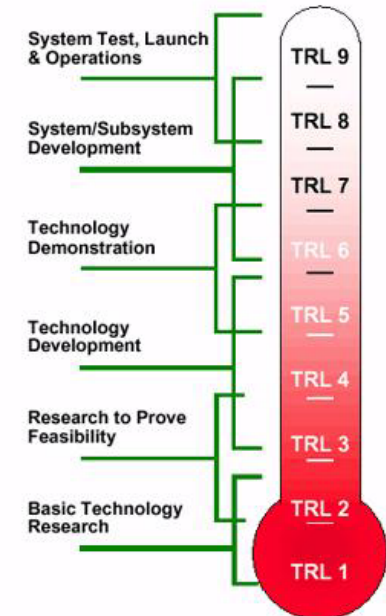 System Test, Launch
& Operations
System/Subsystem
Development
Technology
Demonstration
Technology
Development
Research to Prove
Feasibility
Basic Technology
Research
TRL 9
TRL 8
TRL 7
TRL 6
TRL 5
TRL 4
TRL 3
TRL 2
TRL 1